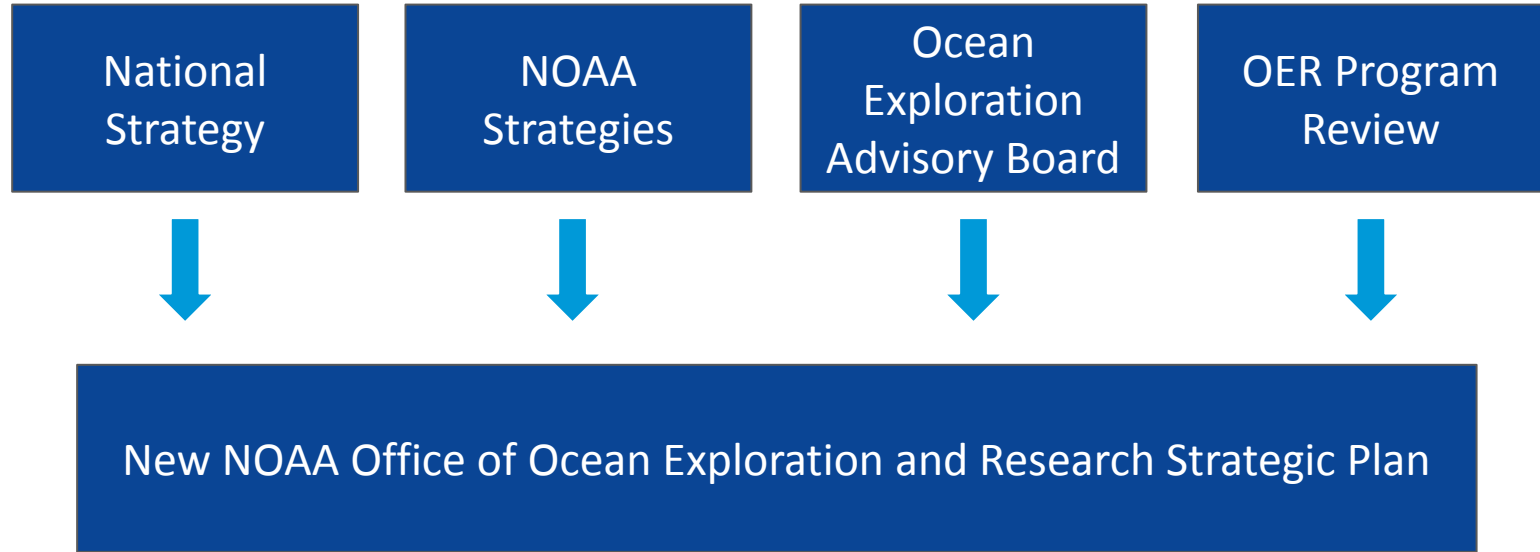 National
Strategy
NOAA
Strategies
Ocean
Exploration
Advisory Board
OER Program
Review
New NOAA Office of Ocean Exploration and Research Strategic Plan